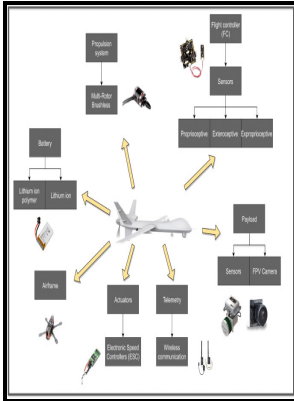 Flight controller
(FC)
Propulsion
system
Sensors
Multi-Rotor
Brushless
Proprioceptive
Exteroceptive
Exproprioceptive
Battery
Lithium ion
polymer
Lithium ion
Payload
Sensors
FPV Camera
Airframe
Actuators
Telemetry
Electronic Speed
Controllers (ESC)
Wireless
communication